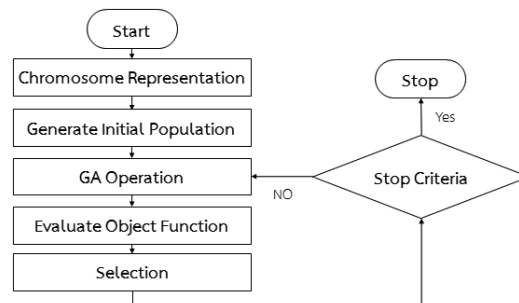 Start
Chromosome Representation
Generate Initial Population
GA Operation
Evaluate Object Function
Selection
Stop
Yes
Stop Criteria
NO